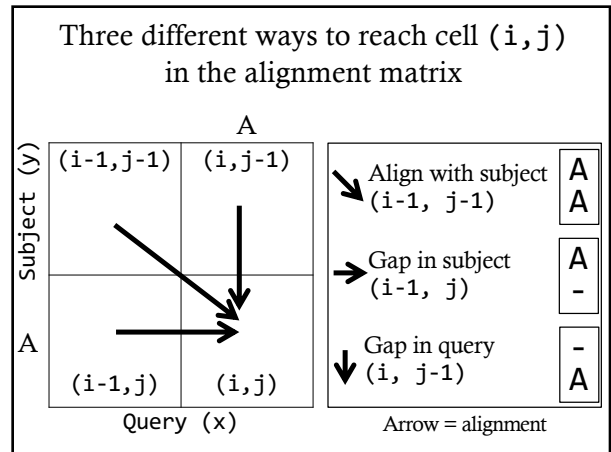 Three different ways to reach cell (i,j)
in the alignment matrix
A
Subject (y)
(i-1,j-1)
(i,j-1)
A
(i-1,j)
(i,j)
Query (x)
Align with subject
(i-1, j-1)
A
A
Gap in subject
(i-1, j)
A
-
Gap in query
(i, j-1)
-
A
Arrow = alignment